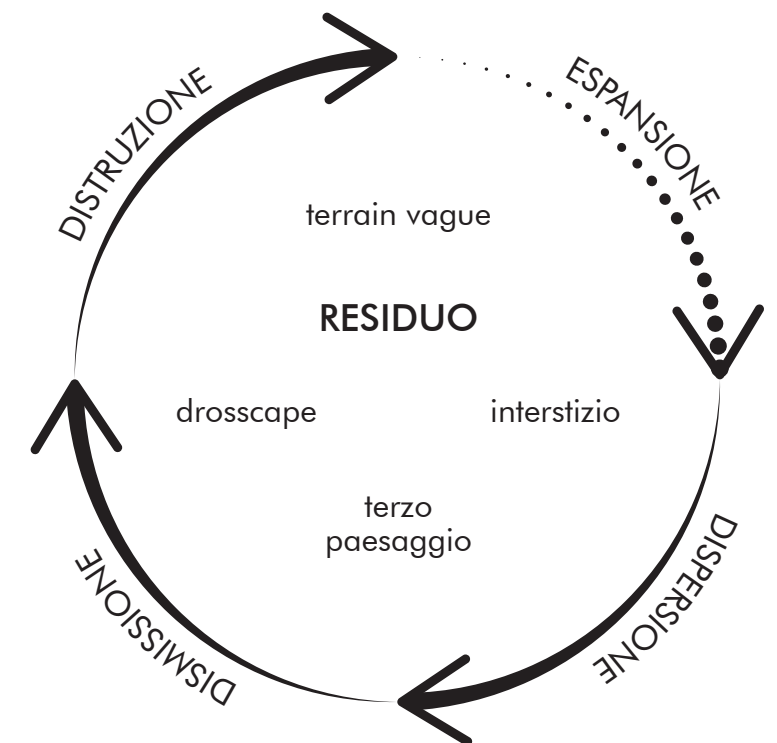 DISTRUZIONE
ESPANSIONE
terrain vague
RESIDUO
drosscape
interstizio
terzo
paesaggio
DISMISSIONE
DISPERSIONE